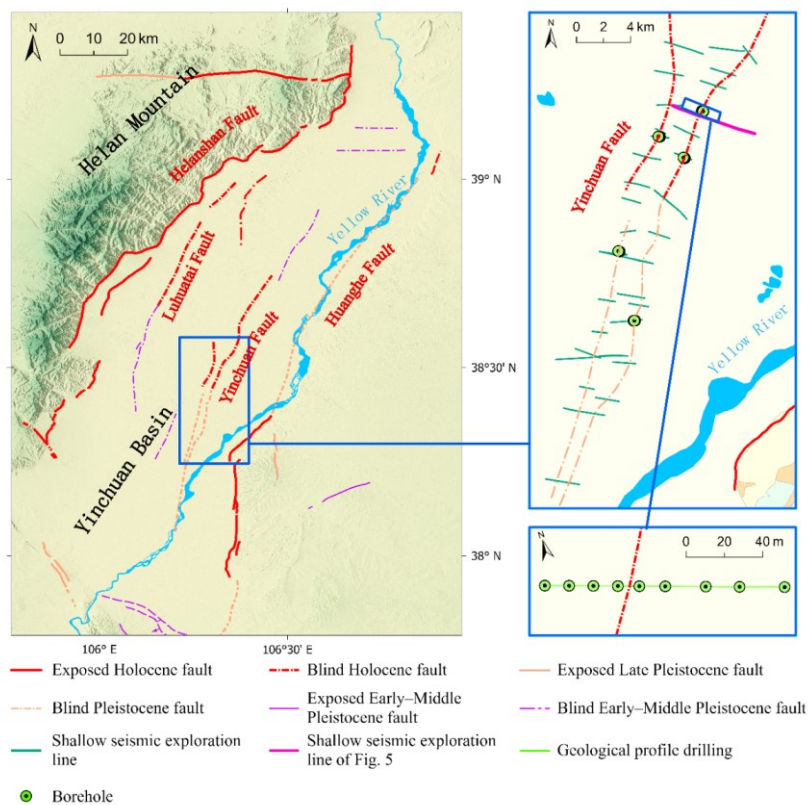 N
0 10 20 km
Helan Mountain
Helanshan Fault
39° N
Yellow River
Luhuatai Fault
Huanghe Fault
Yinchuan Fault
38°30′ N
Yinchuan Basin
38° N
106° E
106°30′ E
N
0 2 4 km
Yinchuan Fault
Yellow River
N
0 20 40 m
Exposed Holocene fault
Blind Holocene fault
Exposed Late Pleistocene fault
Blind Pleistocene fault
Exposed Early–Middle
Pleistocene fault
Blind Early–Middle Pleistocene fault
Shallow seismic exploration
line
Shallow seismic exploration
line of Fig. 5
Geological profile drilling
Borehole